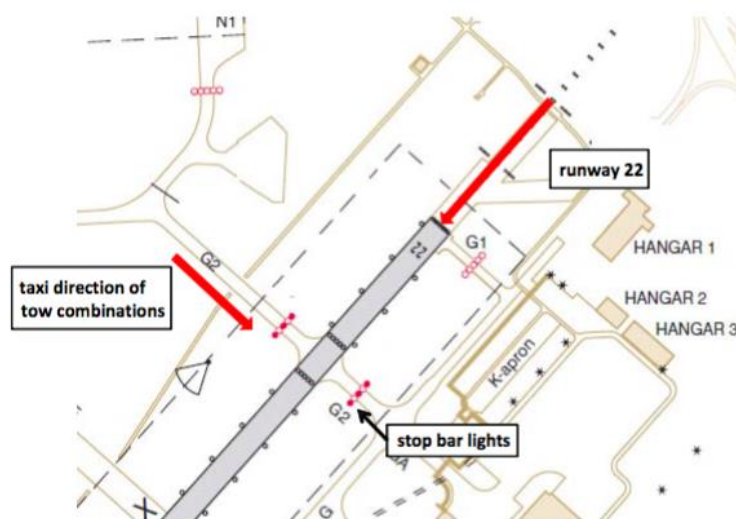 N1
runway 22
G1
22
HANGAR 1
G2
taxi direction of
tow combinations
HANGAR 2
HANGAR 3
K-apron
G2
stop bar lights
A
G
X